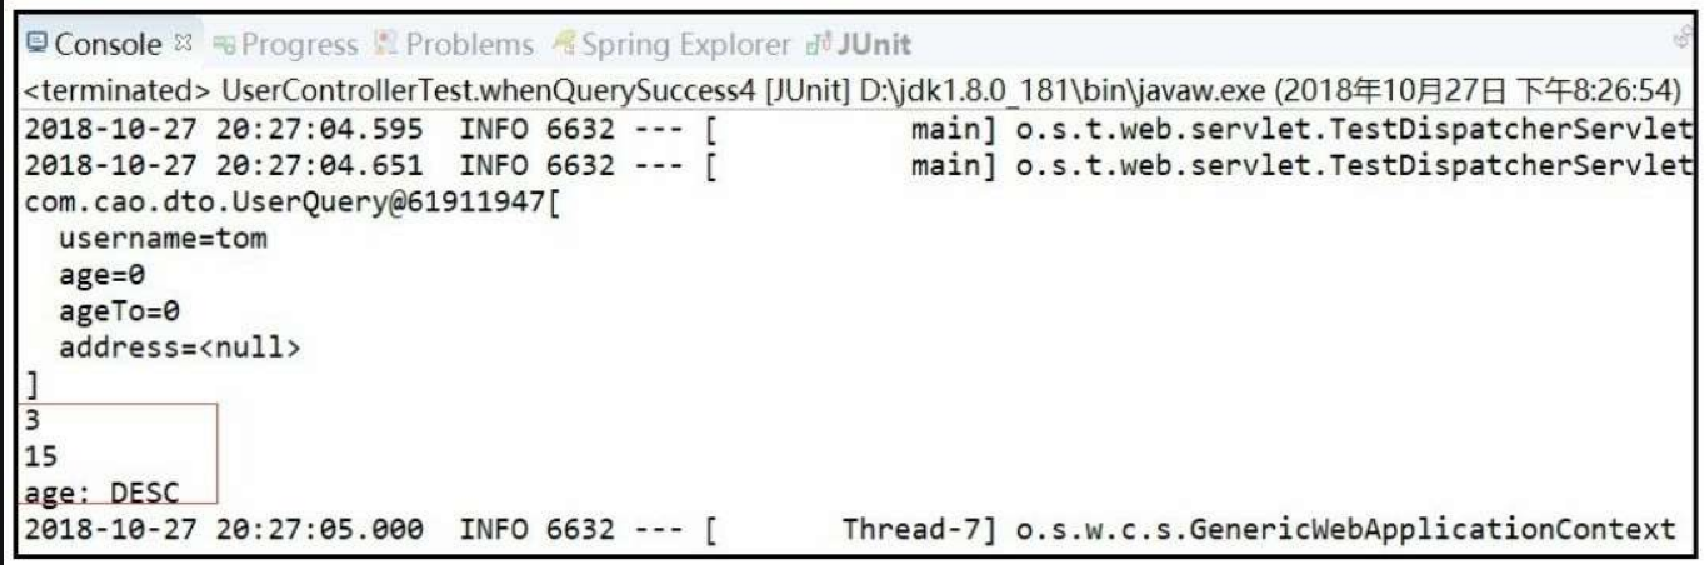 Console Progress Problems Spring Explorer JUnit
<terminated> UserControllerTest.whenQuerySuccess4 [JUnit] D:\jdk1.8.0_181\bin\javaw.exe (2018年10月27日 下午8:26:54)
2018-10-27 20:27:04.595  INFO 6632 --- [           main] o.s.t.web.servlet.TestDispatcherServlet
2018-10-27 20:27:04.651  INFO 6632 --- [           main] o.s.t.web.servlet.TestDispatcherServlet
com.cao.dto.UserQuery@61911947[
  username=tom
  age=0
  ageTo=0
  address=<null>
]
3
15
age: DESC
2018-10-27 20:27:05.000  INFO 6632 --- [       Thread-7] o.s.w.c.s.GenericWebApplicationContext